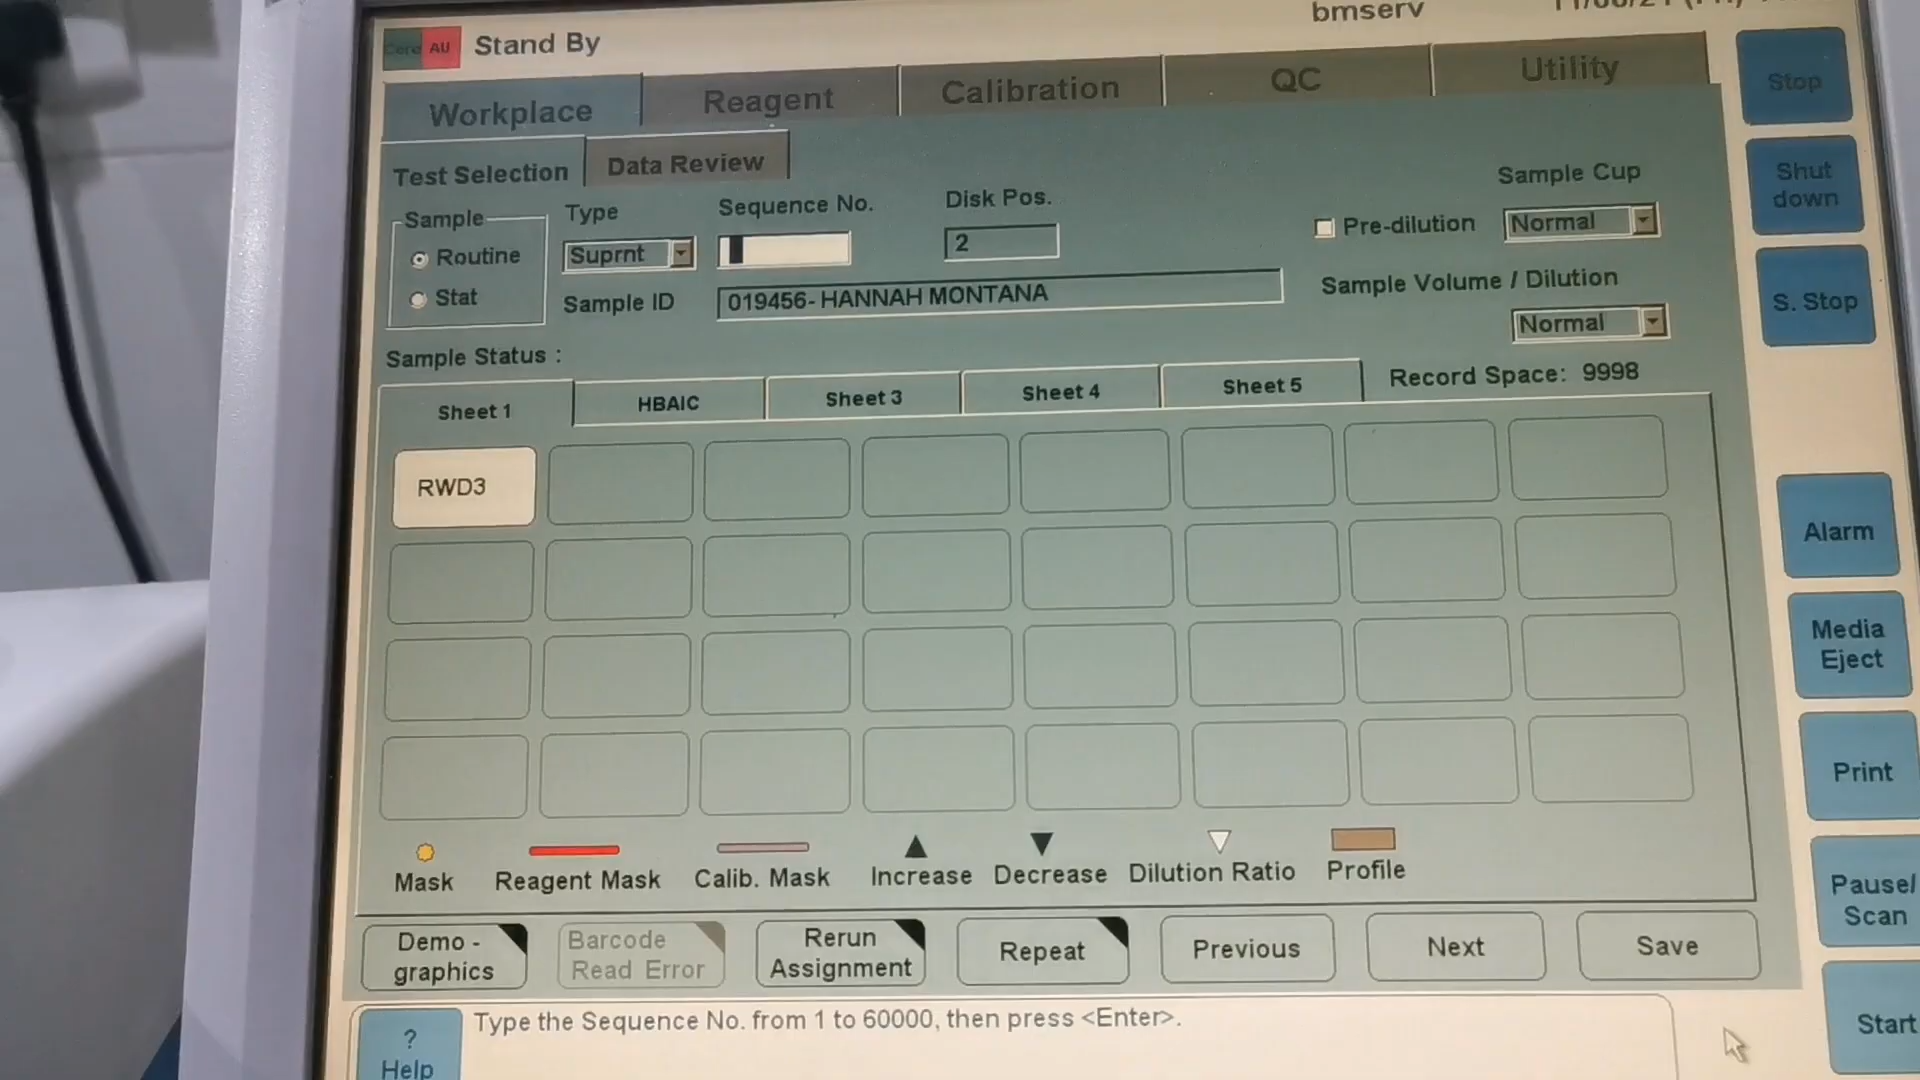 bmserv
AU Stand By
Workplace Reagent Calibration QC Utility
Stop
Test Selection Data Review
Shut
down
Sample Type Sequence No. Disk Pos. Sample Cup
Routine Suprnt 2 Pre-dilution Normal
Stat Sample ID 019456- HANNAH MONTANA Sample Volume / Dilution
S. Stop
Normal
Sample Status :
Sheet 1 HBAIC Sheet 3 Sheet 4 Sheet 5 Record Space: 9998
RWD3
Alarm
Media
Eject
Print
Mask Reagent Mask Calib. Mask Increase Decrease Dilution Ratio Profile
Pause/
Scan
Demo -
graphics
Barcode
Read Error
Rerun
Assignment
Repeat Previous Next Save
Type the Sequence No. from 1 to 60000, then press <Enter>.
Start
?
Help